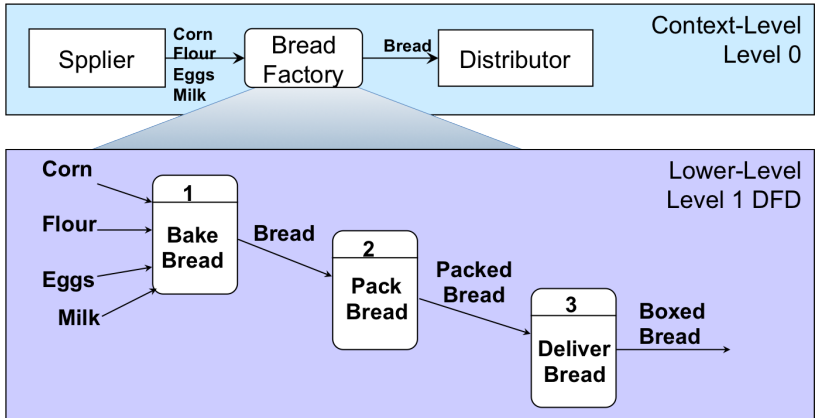 Context-Level
Level 0
Spplier
Corn
Flour
Eggs
Milk
Bread
Factory
Bread
Distributor
Lower-Level
Level 1 DFD
Corn
Flour
Eggs
Milk
1
Bake
Bread
Bread
2
Pack
Bread
Packed
Bread
3
Deliver
Bread
Boxed
Bread